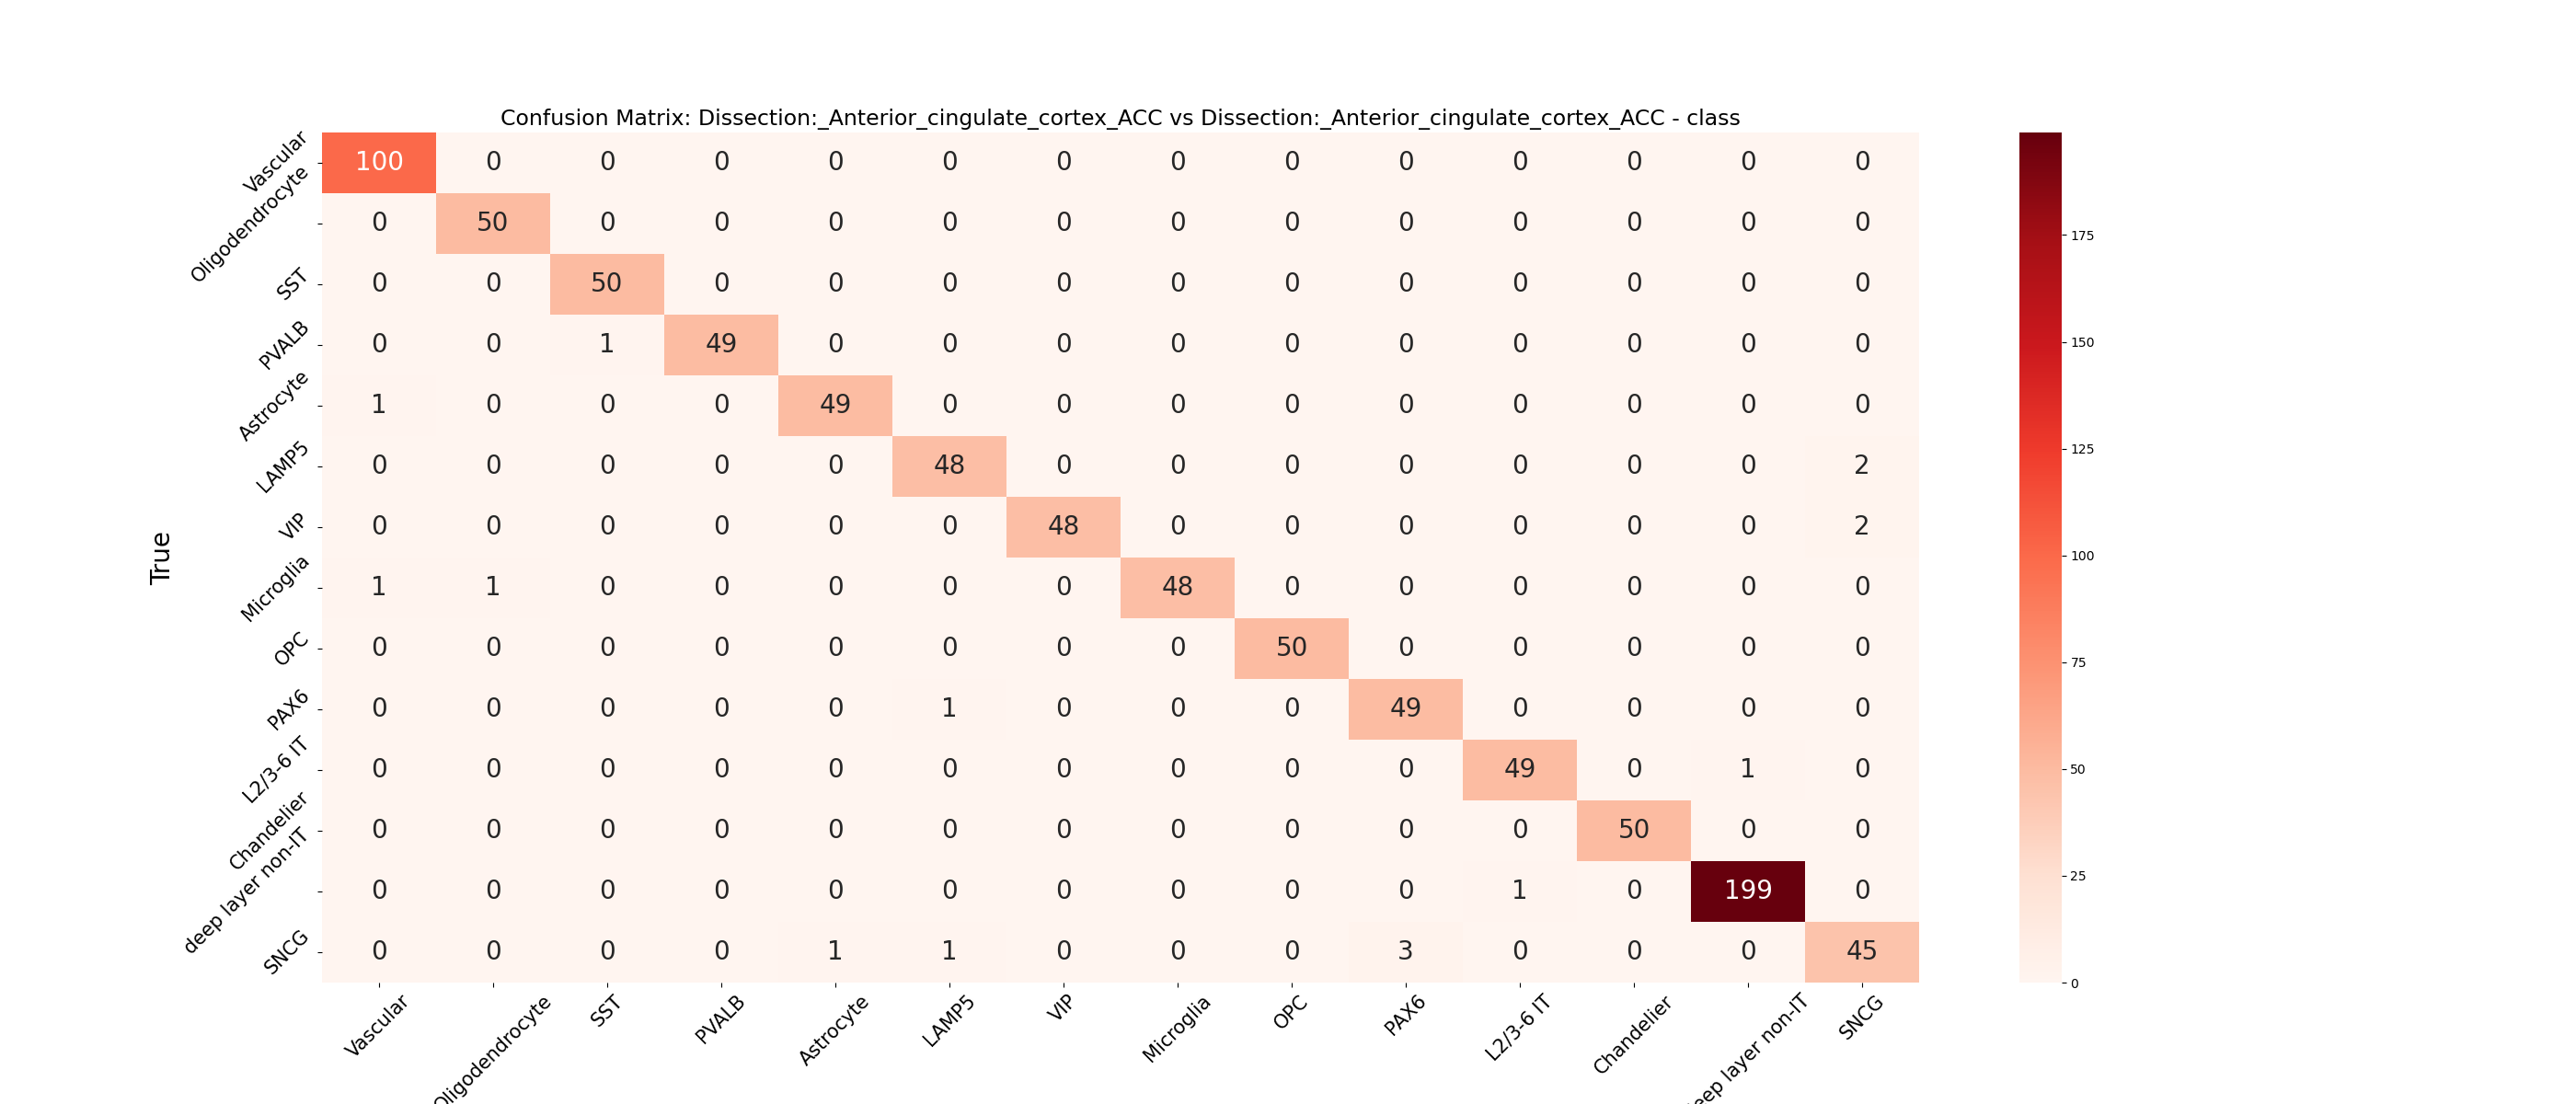 Confusion Matrix: Dissection:_Anterior_cingulate_cortex_ACC vs Dissection:_Anterior_cingulate_cortex_ACC - class
True
Vascular 100 0 0 0 0 0 0 0 0 0 0 0 0 0
Oligodendrocyte 0 50 0 0 0 0 0 0 0 0 0 0 0 0
SST 0 0 50 0 0 0 0 0 0 0 0 0 0 0
PVALB 0 0 1 49 0 0 0 0 0 0 0 0 0 0
Astrocyte 1 0 0 0 49 0 0 0 0 0 0 0 0 0
LAMP5 0 0 0 0 0 48 0 0 0 0 0 0 0 2
VIP 0 0 0 0 0 0 48 0 0 0 0 0 0 2
Microglia 1 1 0 0 0 0 0 48 0 0 0 0 0 0
OPC 0 0 0 0 0 0 0 0 50 0 0 0 0 0
PAX6 0 0 0 0 0 1 0 0 0 49 0 0 0 0
L2/3-6 IT 0 0 0 0 0 0 0 0 0 0 49 0 1 0
Chandelier 0 0 0 0 0 0 0 0 0 0 0 50 0 0
deep layer non-IT 0 0 0 0 0 0 0 0 0 0 1 0 199 0
SNCG 0 0 0 0 1 1 0 0 0 3 0 0 0 45
Vascular Oligodendrocyte SST PVALB Astrocyte LAMP5 VIP Microglia OPC PAX6 L2/3-6 IT Chandelier eep layer non-IT SNCG
175
150
125
100
75
50
25
0